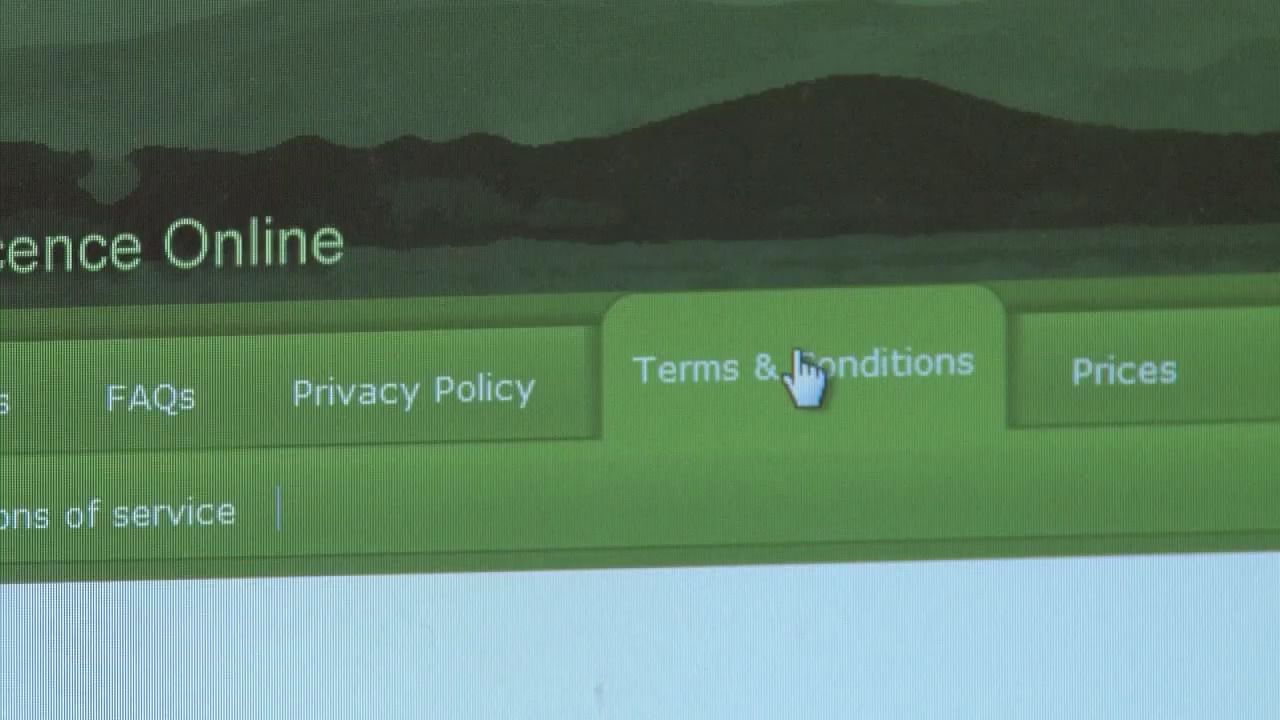 cence Online
s FAQs Privacy Policy Terms & Conditions Prices
ons of service